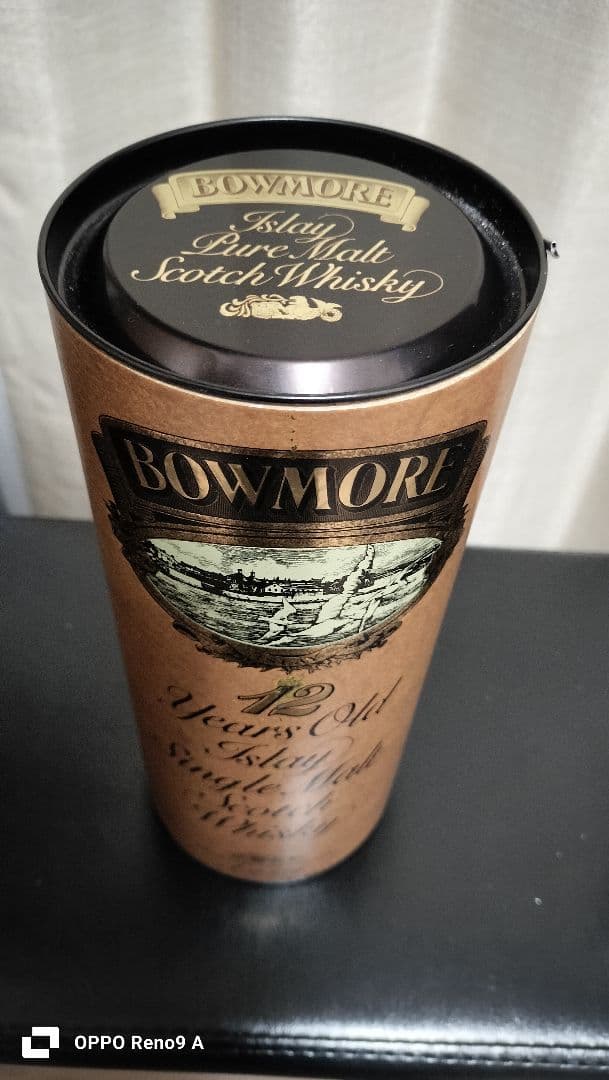 BOWMORE
Islay
Pure Malt
Scotch Whisky
BOWMORE
12
Years Old
Islay
Single Malt
Scotch
Whisky
OPPO Reno9 A